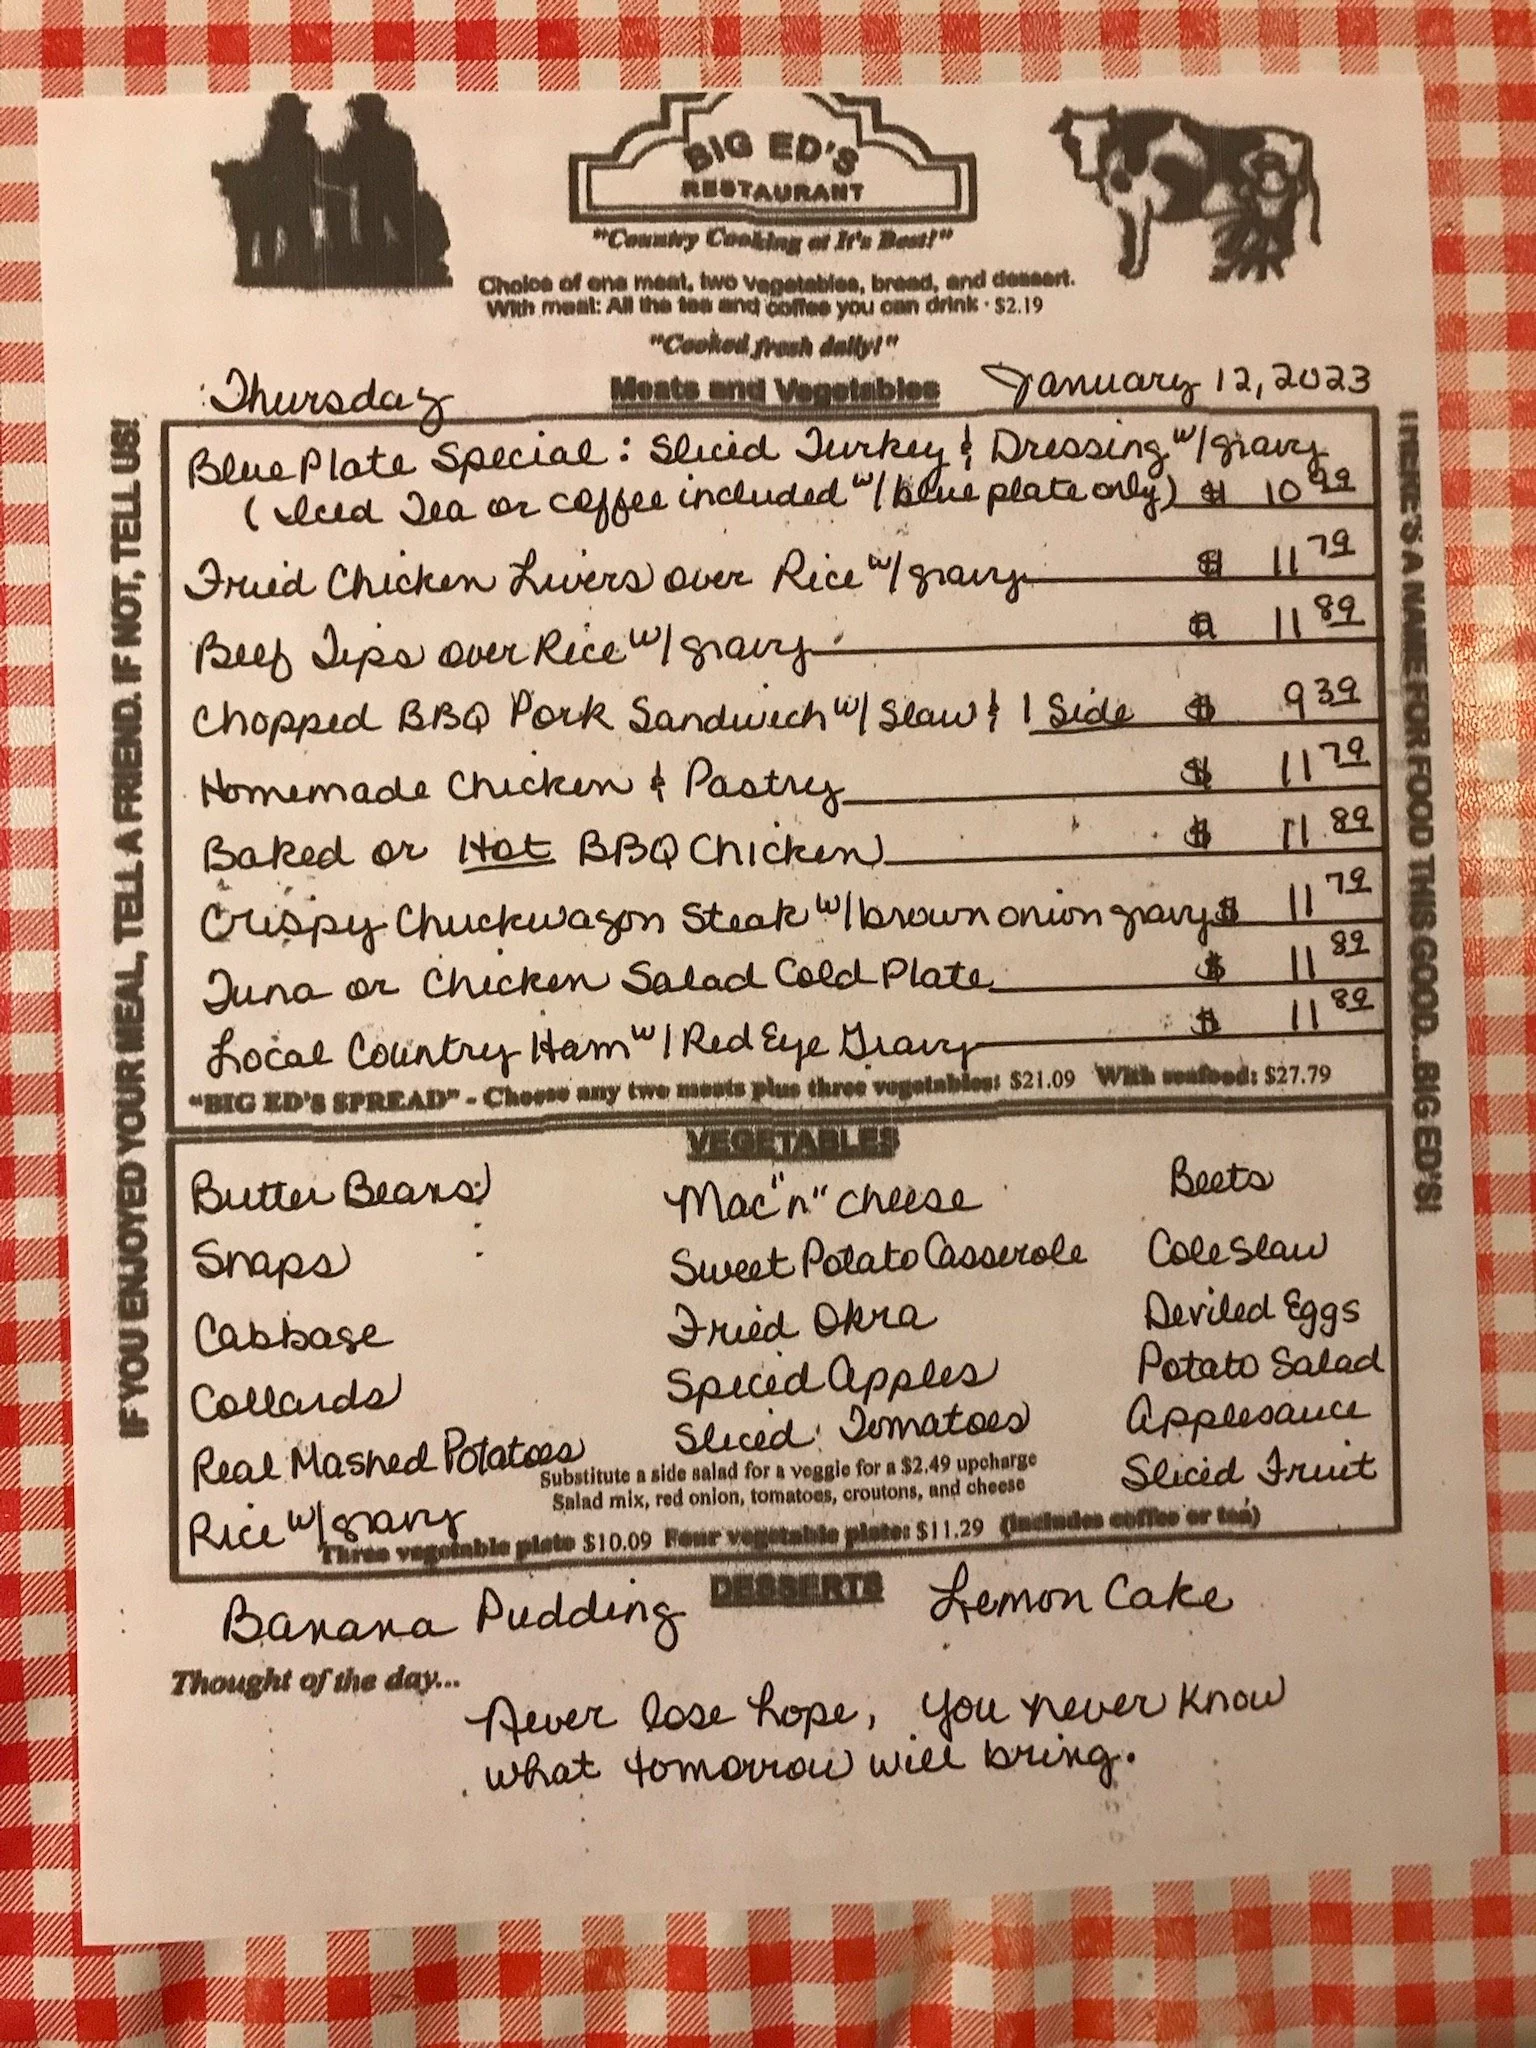 BIG ED'S
RESTAURANT
"Country Cooking at It's Best!"
Choice of one meat, two vegetables, bread, and dessert.
With meal: All the tea and coffee you can drink · $2.19
"Cooked fresh daily!"
Thursday
Meats and Vegetables
January 12, 2023
IF YOU ENJOYED YOUR MEAL, TELL A FRIEND. IF NOT, TELL US!
Blue Plate Special : Sliced Turkey & Dressing w/gravy
(Iced Tea or coffee included w/blue plate only) $ 10 99
Fried Chicken Livers over Rice w/gravy $ 11 79
Beef Tips over Rice w/gravy $ 11 89
Chopped BBQ Pork Sandwich w/Slaw & 1 Side $ 9 39
Homemade Chicken & Pastry $ 11 79
Baked or Hot BBQ Chicken $ 11 89
Crispy Chuckwagon Steak w/brown onion gravy $ 11 79
Tuna or Chicken Salad Cold Plate $ 11 89
Local Country Ham w/Red Eye Gravy $ 11 89
"BIG ED'S SPREAD" - Choose any two meats plus three vegetables: $21.09 With seafood: $27.79
THERE'S A NAME FOR FOOD THIS GOOD...BIG ED'S!
VEGETABLES
Butter Beans
Snaps
Cabbage
Collards
Real Mashed Potatoes
Rice w/gravy
Mac "n" Cheese
Sweet Potato Casserole
Fried Okra
Spiced Apples
Sliced Tomatoes
Beets
Cole Slaw
Deviled Eggs
Potato Salad
Applesauce
Sliced Fruit
Substitute a side salad for a veggie for a $2.49 upcharge
Salad mix, red onion, tomatoes, croutons, and cheese
Three vegetable plate $10.09 Four vegetable plate: $11.29 (includes coffee or tea)
DESSERTS
Banana Pudding
Lemon Cake
Thought of the day...
Never lose hope, you never know
what tomorrow will bring.